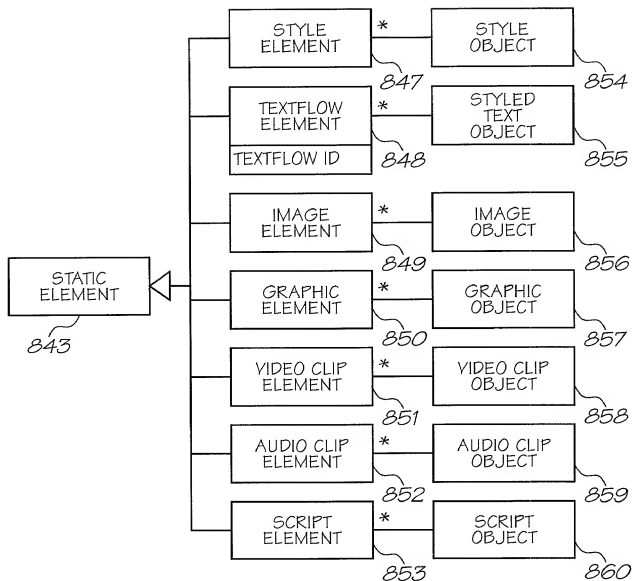 STYLE
ELEMENT
*
STYLE
OBJECT
847
854
TEXTFLOW
ELEMENT
TEXTFLOW ID
*
STYLED
TEXT
OBJECT
848
855
IMAGE
ELEMENT
*
IMAGE
OBJECT
849
856
STATIC
ELEMENT
843
GRAPHIC
ELEMENT
*
GRAPHIC
OBJECT
850
857
VIDEO CLIP
ELEMENT
*
VIDEO CLIP
OBJECT
851
858
AUDIO CLIP
ELEMENT
*
AUDIO CLIP
OBJECT
852
859
SCRIPT
ELEMENT
*
SCRIPT
OBJECT
853
860